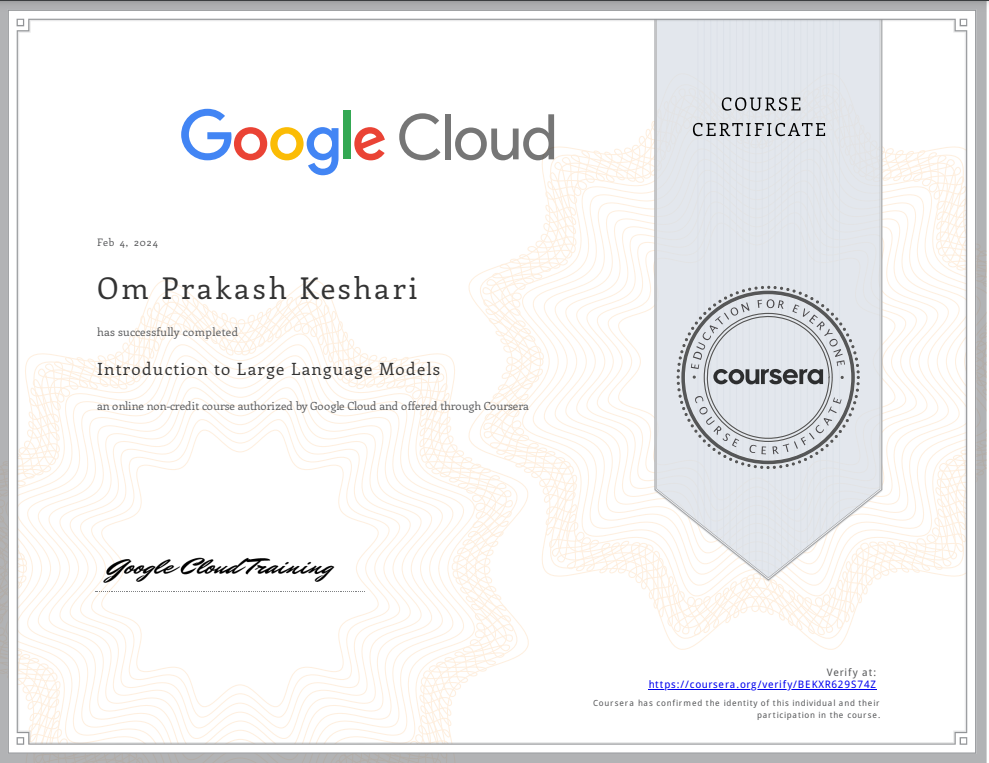 Google Cloud
COURSE
CERTIFICATE
Feb 4, 2024
Om Prakash Keshari
has successfully completed
Introduction to Large Language Models
an online non-credit course authorized by Google Cloud and offered through Coursera
EDUCATION FOR EVERYONE
coursera
COURSE CERTIFICATE
Google Cloud Training
Verify at:
https://coursera.org/verify/BEKXR629S74Z
Coursera has confirmed the identity of this individual and their
participation in the course.